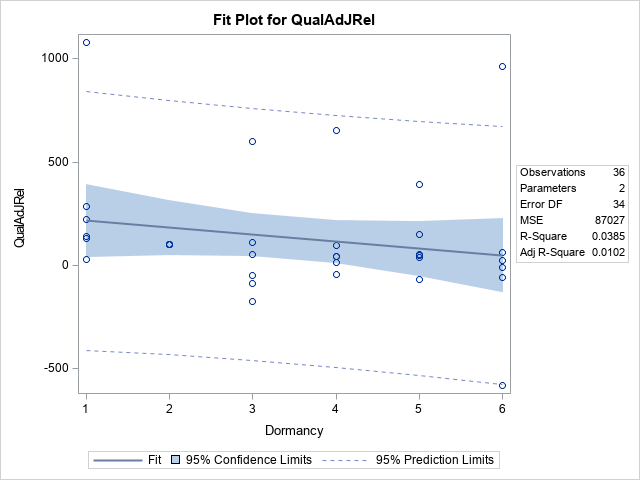 Fit Plot for QualAdJRel
1000
500
0
-500
QualAdJRel
1 2 3 4 5 6
Dormancy
Observations 36
Parameters 2
Error DF 34
MSE 87027
R-Square 0.0385
Adj R-Square 0.0102
Fit 95% Confidence Limits 95% Prediction Limits